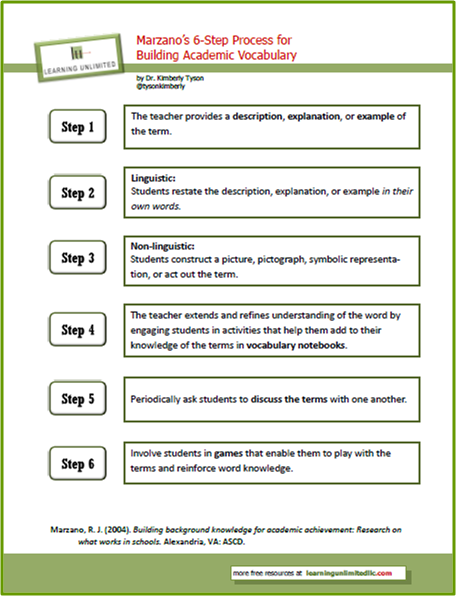 LEARNING UNLIMITED
Marzano’s 6-Step Process for
Building Academic Vocabulary
by Dr. Kimberly Tyson
@tysonkimberly
Step 1
The teacher provides a description, explanation, or example of
the term.
Step 2
Linguistic:
Students restate the description, explanation, or example in their
own words.
Step 3
Non-linguistic:
Students construct a picture, pictograph, symbolic representa-
tion, or act out the term.
Step 4
The teacher extends and refines understanding of the word by
engaging students in activities that help them add to their
knowledge of the terms in vocabulary notebooks.
Step 5
Periodically ask students to discuss the terms with one another.
Step 6
Involve students in games that enable them to play with the
terms and reinforce word knowledge.
Marzano, R. J. (2004). Building background knowledge for academic achievement: Research on
what works in schools. Alexandria, VA: ASCD.
more free resources at learningunlimitedllc.com